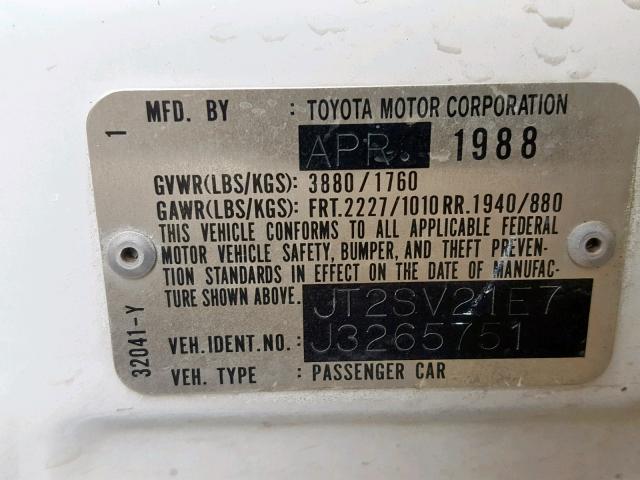 MFD. BY : TOYOTA MOTOR CORPORATION
APR. 1988
GVWR(LBS/KGS): 3880/1760
GAWR(LBS/KGS): FRT.2227/1010RR.1940/880
THIS VEHICLE CONFORMS TO ALL APPLICABLE FEDERAL
MOTOR VEHICLE SAFETY, BUMPER, AND THEFT PREVEN-
TION STANDARDS IN EFFECT ON THE DATE OF MANUFAC-
TURE SHOWN ABOVE. JT2SV21E7
VEH.IDENT.NO.: J3265751
VEH. TYPE : PASSENGER CAR
1
32041-Y